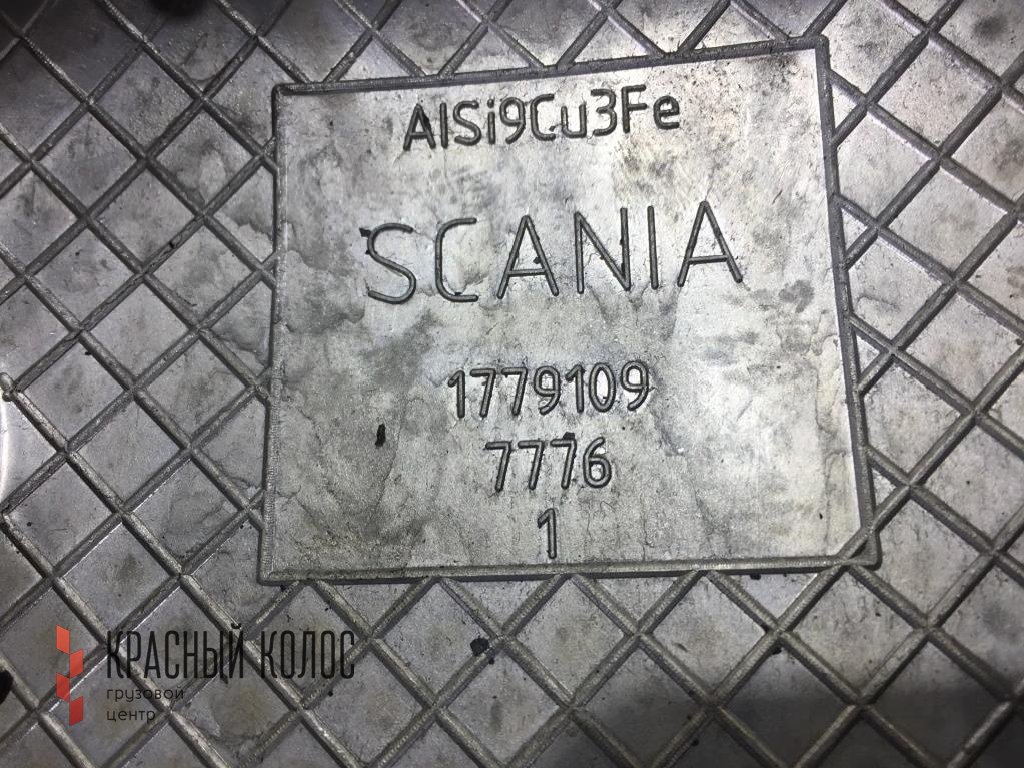 AlSi9Cu3Fe
SCANIA
1779109
7776
1
КРАСНЫЙ КОЛОС
грузовой
центр